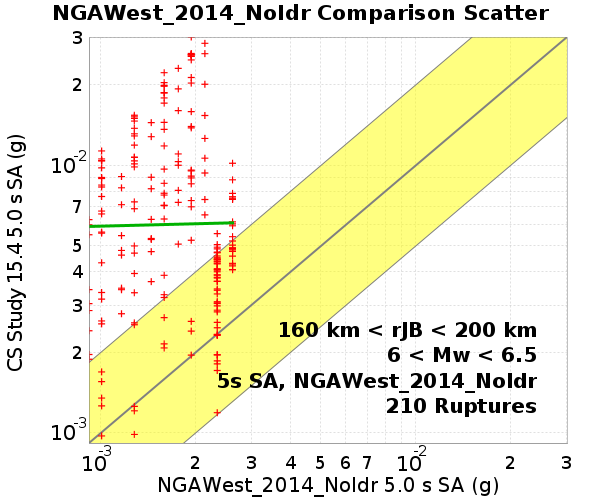 NGAWest_2014_NoIdr Comparison Scatter
CS Study 15.4 5.0 s SA (g)
3
2
10-2
7
5
4
3
2
10-3
160 km < rJB < 200 km
6 < Mw < 6.5
5s SA, NGAWest_2014_NoIdr
210 Ruptures
10-3 2 3 4 5 6 7 10-2 2 3
NGAWest_2014_NoIdr 5.0 s SA (g)